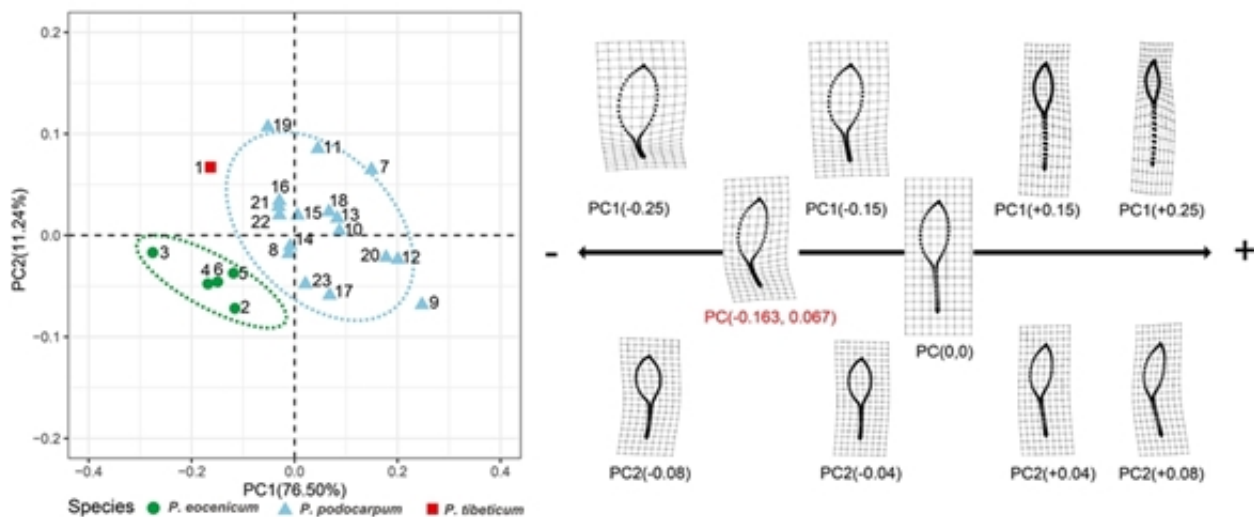 0.2
0.1
0.0
−0.1
−0.2
PC2(11.24%)
19
11
7
1
16
21
22
15
18
13
10
14
8
20
12
3
4
6
5
2
23
17
9
−0.4
−0.2
0.0
0.2
0.4
PC1(76.50%)
Species P. eocenicum P. podocarpum P. tibeticum
PC1(-0.25)
PC1(-0.15)
PC1(+0.15)
PC1(+0.25)
-
+
PC(-0.163, 0.067)
PC(0,0)
PC2(-0.08)
PC2(-0.04)
PC2(+0.04)
PC2(+0.08)